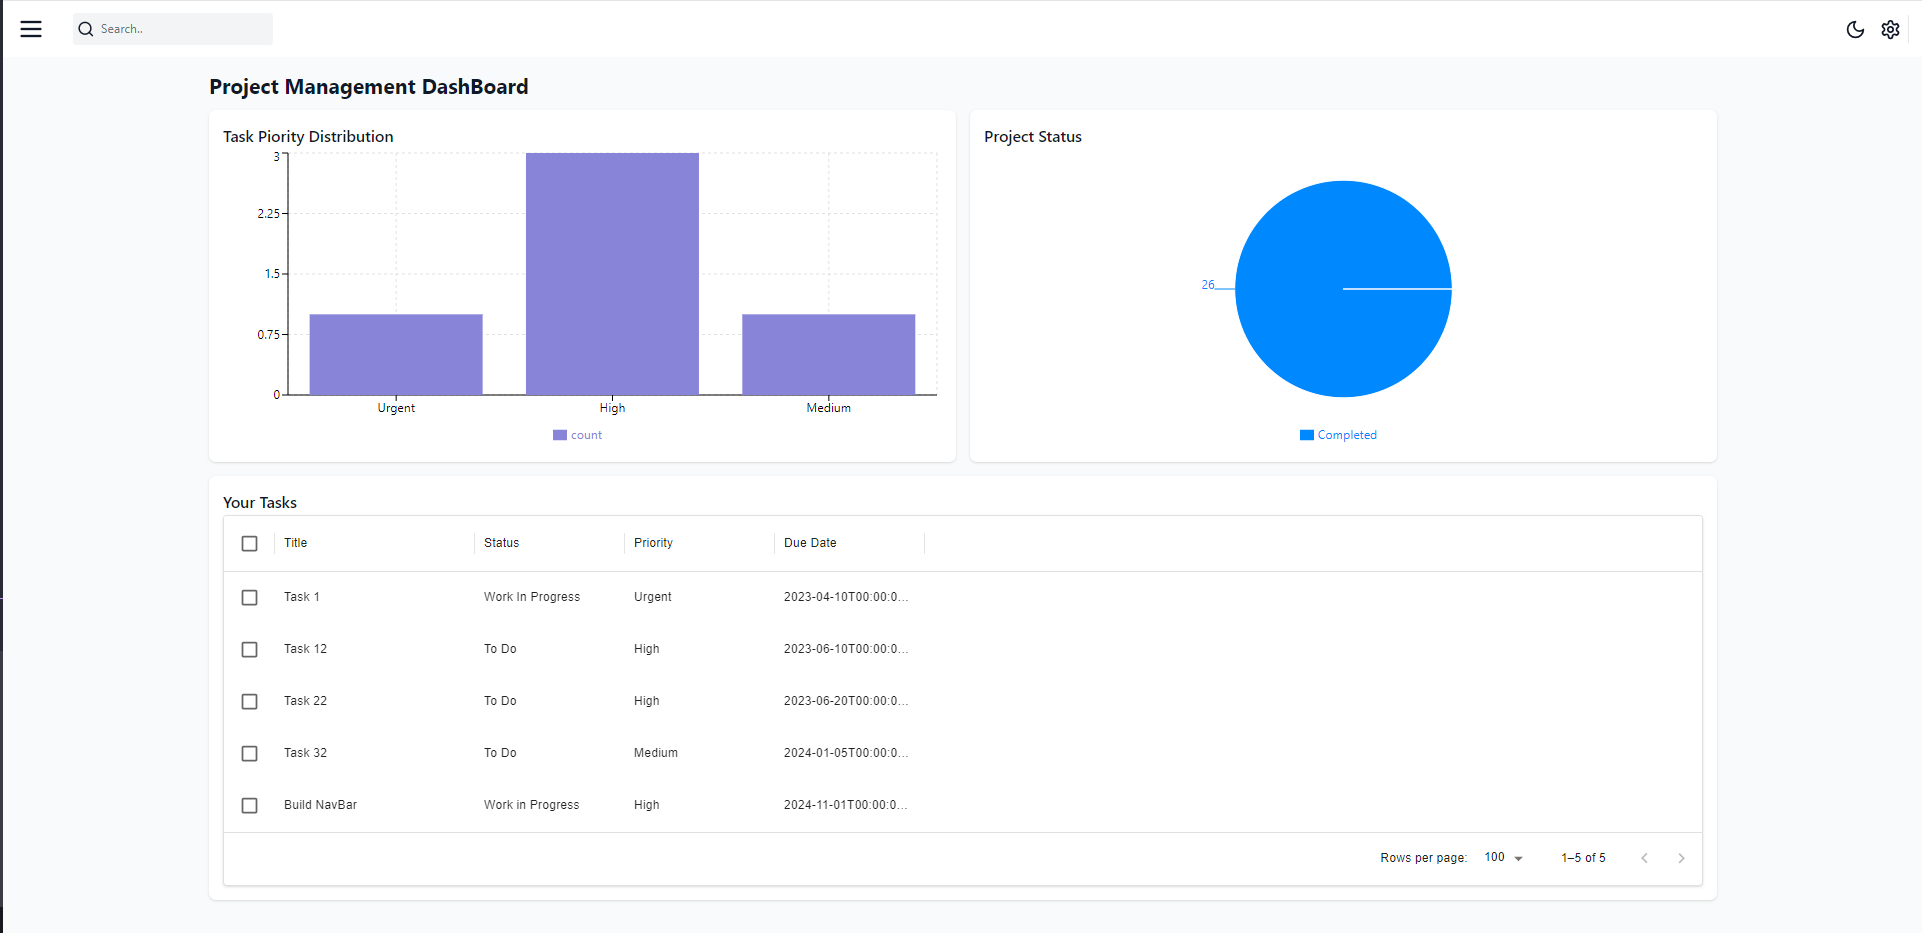 Search..
Project Management DashBoard
Task Piority Distribution
3
2.25
1.5
0.75
0
Urgent High Medium
count
Project Status
26
Completed
Your Tasks
Title Status Priority Due Date
Task 1 Work In Progress Urgent 2023-04-10T00:00:0...
Task 12 To Do High 2023-06-10T00:00:0...
Task 22 To Do High 2023-06-20T00:00:0...
Task 32 To Do Medium 2024-01-05T00:00:0...
Build NavBar Work in Progress High 2024-11-01T00:00:0...
Rows per page: 100 1–5 of 5